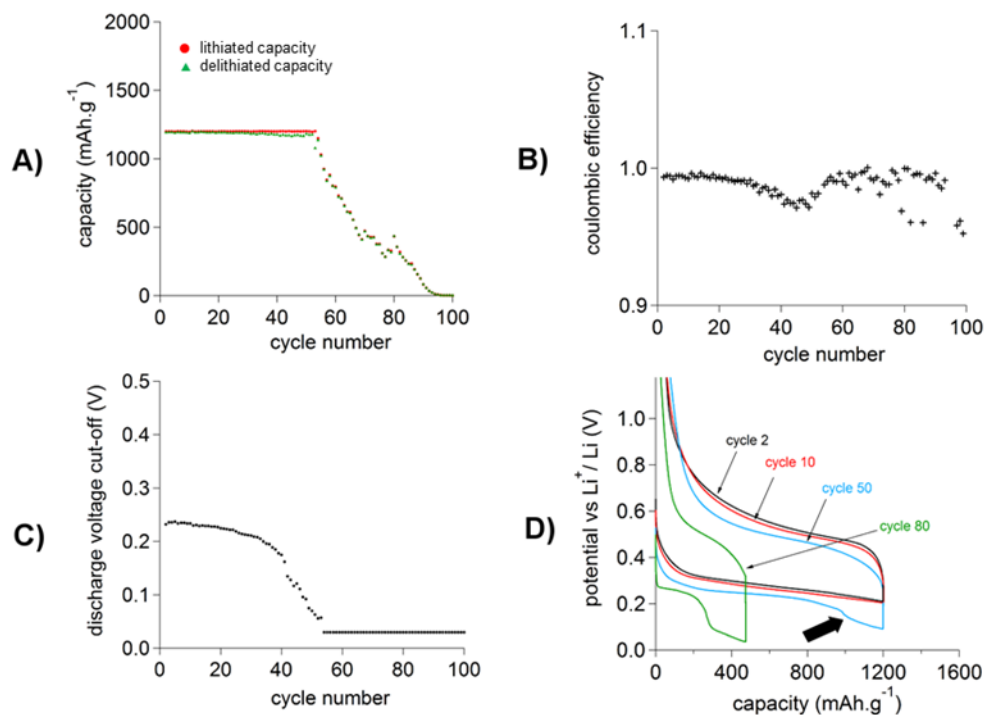 A)
capacity (mAh.g⁻¹)
2000
1600
1200
800
400
0
lithiated capacity
delithiated capacity
0 20 40 60 80 100
cycle number
B)
coulombic efficiency
1.1
1.0
0.9
0 20 40 60 80 100
cycle number
C)
discharge voltage cut-off (V)
0.5
0.4
0.3
0.2
0.1
0.0
0 20 40 60 80 100
cycle number
D)
potential vs Li⁺ / Li (V)
1.0
0.8
0.6
0.4
0.2
0.0
cycle 2
cycle 10
cycle 50
cycle 80
0 400 800 1200 1600
capacity (mAh.g⁻¹)